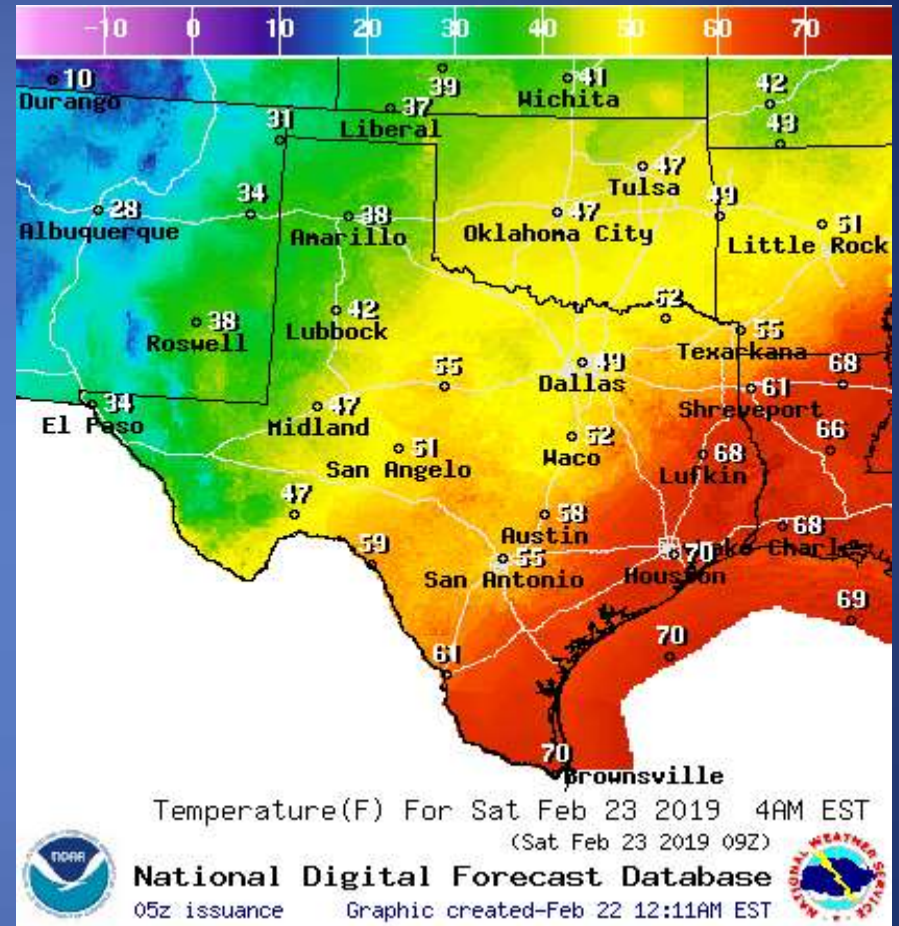 -10 0 10 20 30 40 50 60 70
39
10
41
42
Durango
37
Wichita
Liberal
31
43
47
Tulsa
34
28
38
47
49
51
Albuquerque
Amarillo
Oklahoma City
Little Rock
42
52
38
55
Roswell
Lubbock
Texarkana
49
55
68
Dallas
61
34
47
Shreveport
El Paso
Midland
52
66
51
Waco
68
San Angelo
Lufkin
47
58
68
Austin
59
55
70
Charles
San Antonio
Houston
69
70
61
70
Brownsville
Temperature(F) For Sat Feb 23 2019 4AM EST
(Sat Feb 23 2019 09Z)
NOAA
National Digital Forecast Database
05z issuance Graphic created-Feb 22 12:11AM EST
NATIONAL WEATHER SERVICE